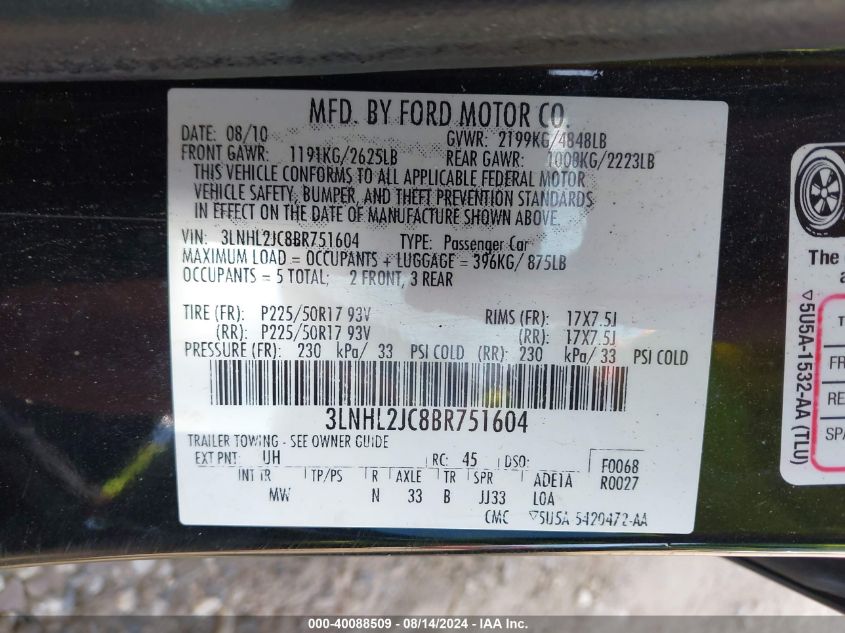 MFD. BY FORD MOTOR CO.
DATE: 08/10 GVWR: 2199KG/4848LB
FRONT GAWR: 1191KG/2625LB REAR GAWR: 1008KG/2223LB
THIS VEHICLE CONFORMS TO ALL APPLICABLE FEDERAL MOTOR
VEHICLE SAFETY, BUMPER, AND THEFT PREVENTION STANDARDS
IN EFFECT ON THE DATE OF MANUFACTURE SHOWN ABOVE.
VIN: 3LNHL2JC8BR751604 TYPE: Passenger Car
MAXIMUM LOAD = OCCUPANTS + LUGGAGE = 396KG/ 875LB
OCCUPANTS = 5 TOTAL; 2 FRONT, 3 REAR
TIRE (FR): P225/50R17 93V RIMS (FR): 17X7.5J
(RR): P225/50R17 93V (RR): 17X7.5J
PRESSURE (FR): 230 kPa/ 33 PSI COLD (RR): 230 kPa/ 33 PSI COLD
3LNHL2JC8BR751604
TRAILER TOWING - SEE OWNER GUIDE
EXT PNT: UH RC: 45 DSO: F0068
INT TR TP/PS R AXLE TR SPR ADE1A R0027
MW N 33 B JJ33 LOA
CMC ▽5U5A 5420472-AA
The
▽5U5A-1532-AA (TLU)
FR
RE
SPA
000-40088509 - 08/14/2024 - IAA Inc.